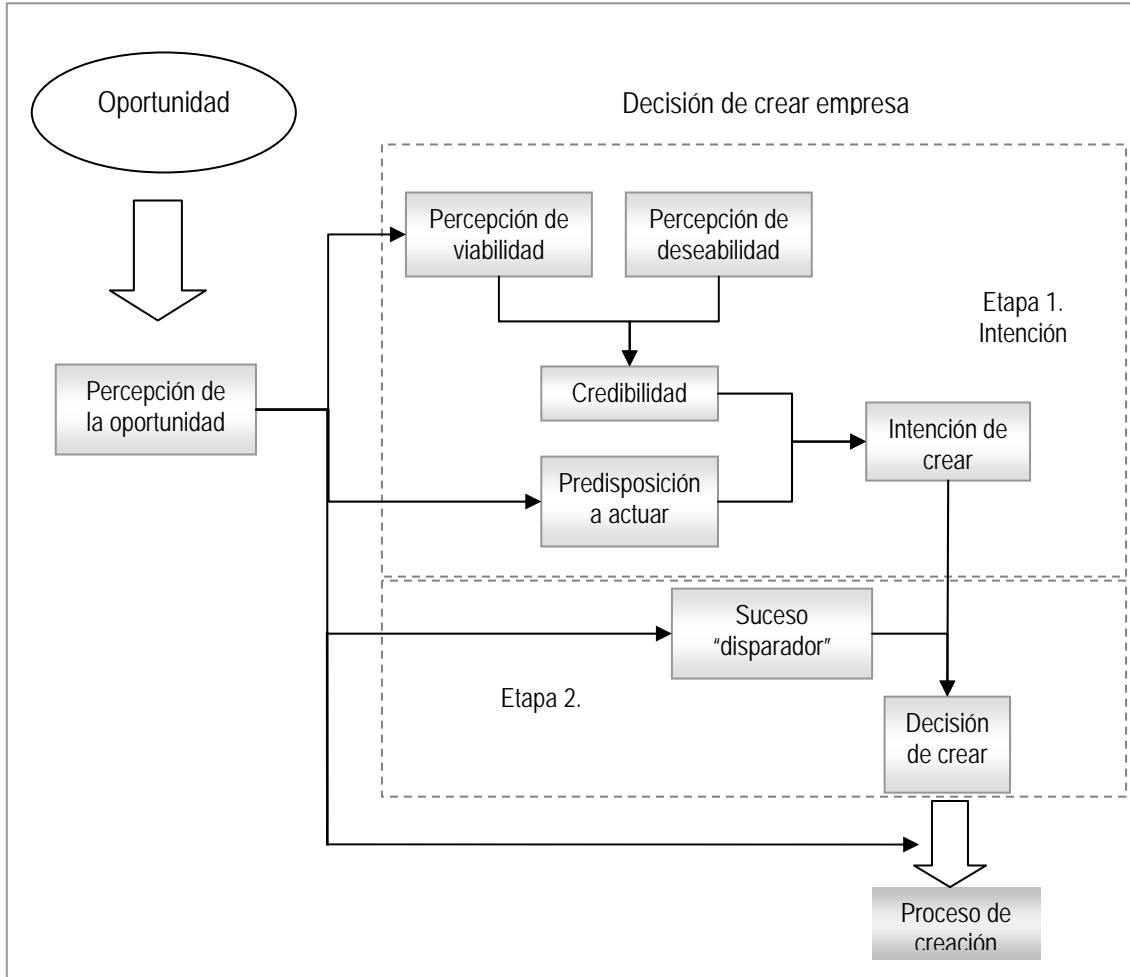 Oportunidad
Decisión de crear empresa
Percepción de
viabilidad
Percepción de
deseabilidad
Etapa 1.
Intención
Percepción de
la oportunidad
Credibilidad
Intención de
crear
Predisposición
a actuar
Suceso
“disparador”
Etapa 2.
Decisión
de crear
Proceso de
creación